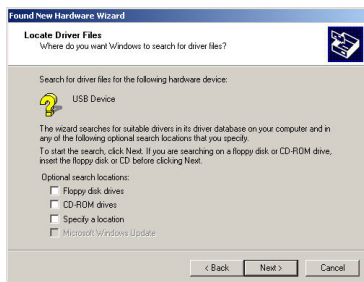 Found New Hardware Wizard
Locate Driver Files
Where do you want Windows to search for driver files?
Search for driver files for the following hardware device:
USB Device
The wizard searches for suitable drivers in its driver database on your computer and in
any of the following optional search locations that you specify.
To start the search, click Next. If you are searching on a floppy disk or CD-ROM drive,
insert the floppy disk or CD before clicking Next.
Optional search locations:
Floppy disk drives
CD-ROM drives
Specify a location
Microsoft Windows Update
< Back
Next >
Cancel